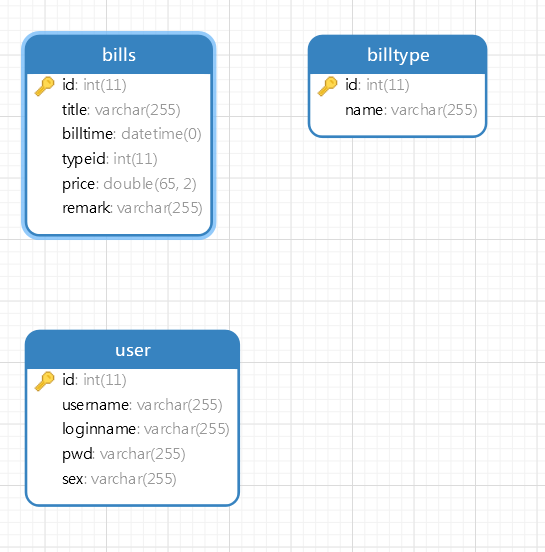 bills
id: int(11)
title: varchar(255)
billtime: datetime(0)
typeid: int(11)
price: double(65, 2)
remark: varchar(255)
billtype
id: int(11)
name: varchar(255)
user
id: int(11)
username: varchar(255)
loginname: varchar(255)
pwd: varchar(255)
sex: varchar(255)